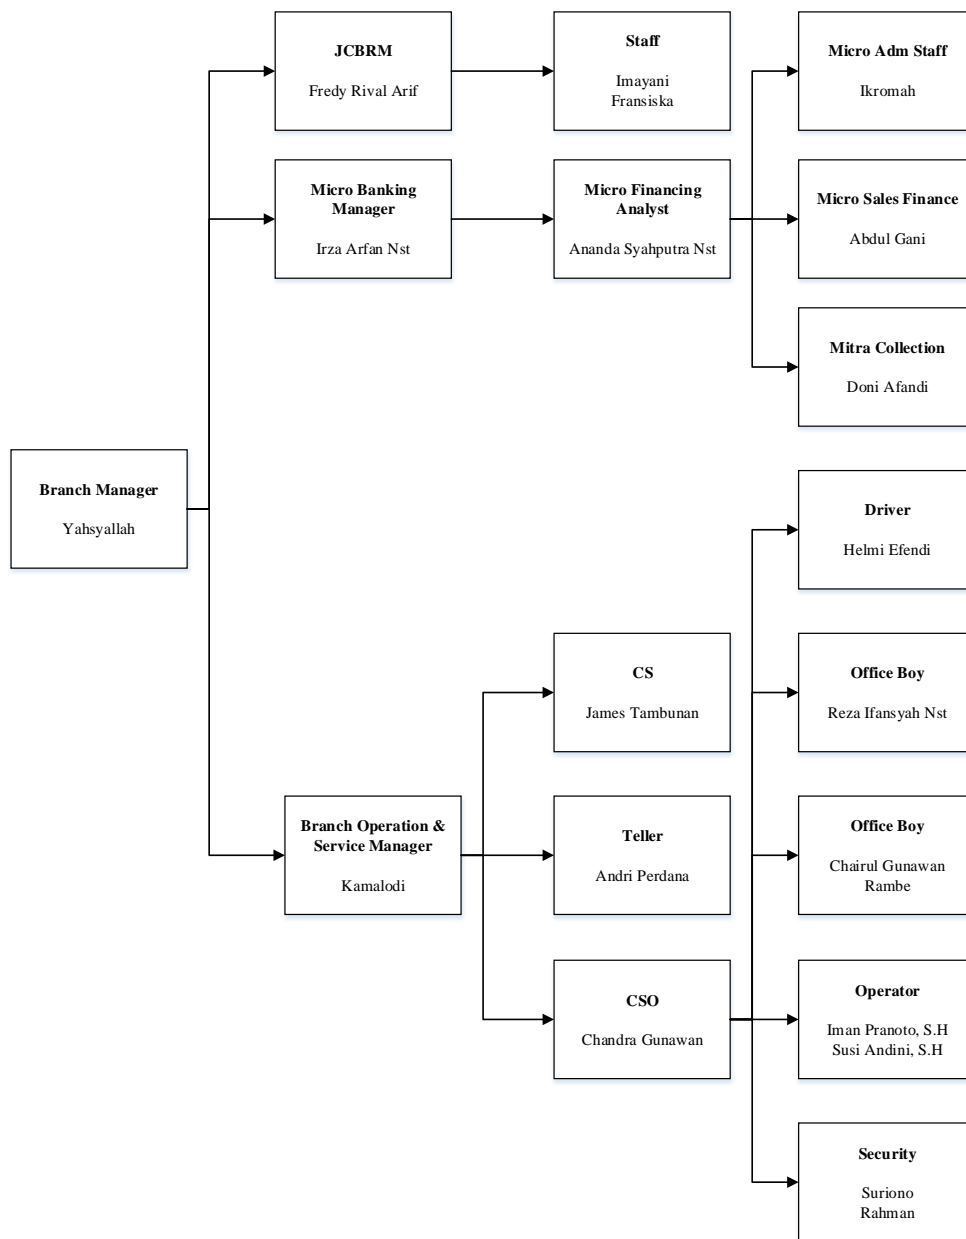 JCBRM
Fredy Rival Arif
Staff
Imayani
Fransiska
Micro Adm Staff
Ikromah
Micro Banking
Manager
Irza Arfan Nst
Micro Financing
Analyst
Ananda Syahputra Nst
Micro Sales Finance
Abdul Gani
Mitra Collection
Doni Afandi
Branch Manager
Yahsyallah
Driver
Helmi Efendi
CS
James Tambunan
Office Boy
Reza Ifansyah Nst
Branch Operation &
Service Manager
Kamalodi
Teller
Andri Perdana
Office Boy
Chairul Gunawan
Rambe
CSO
Chandra Gunawan
Operator
Iman Pranoto, S.H
Susi Andini, S.H
Security
Suriono
Rahman